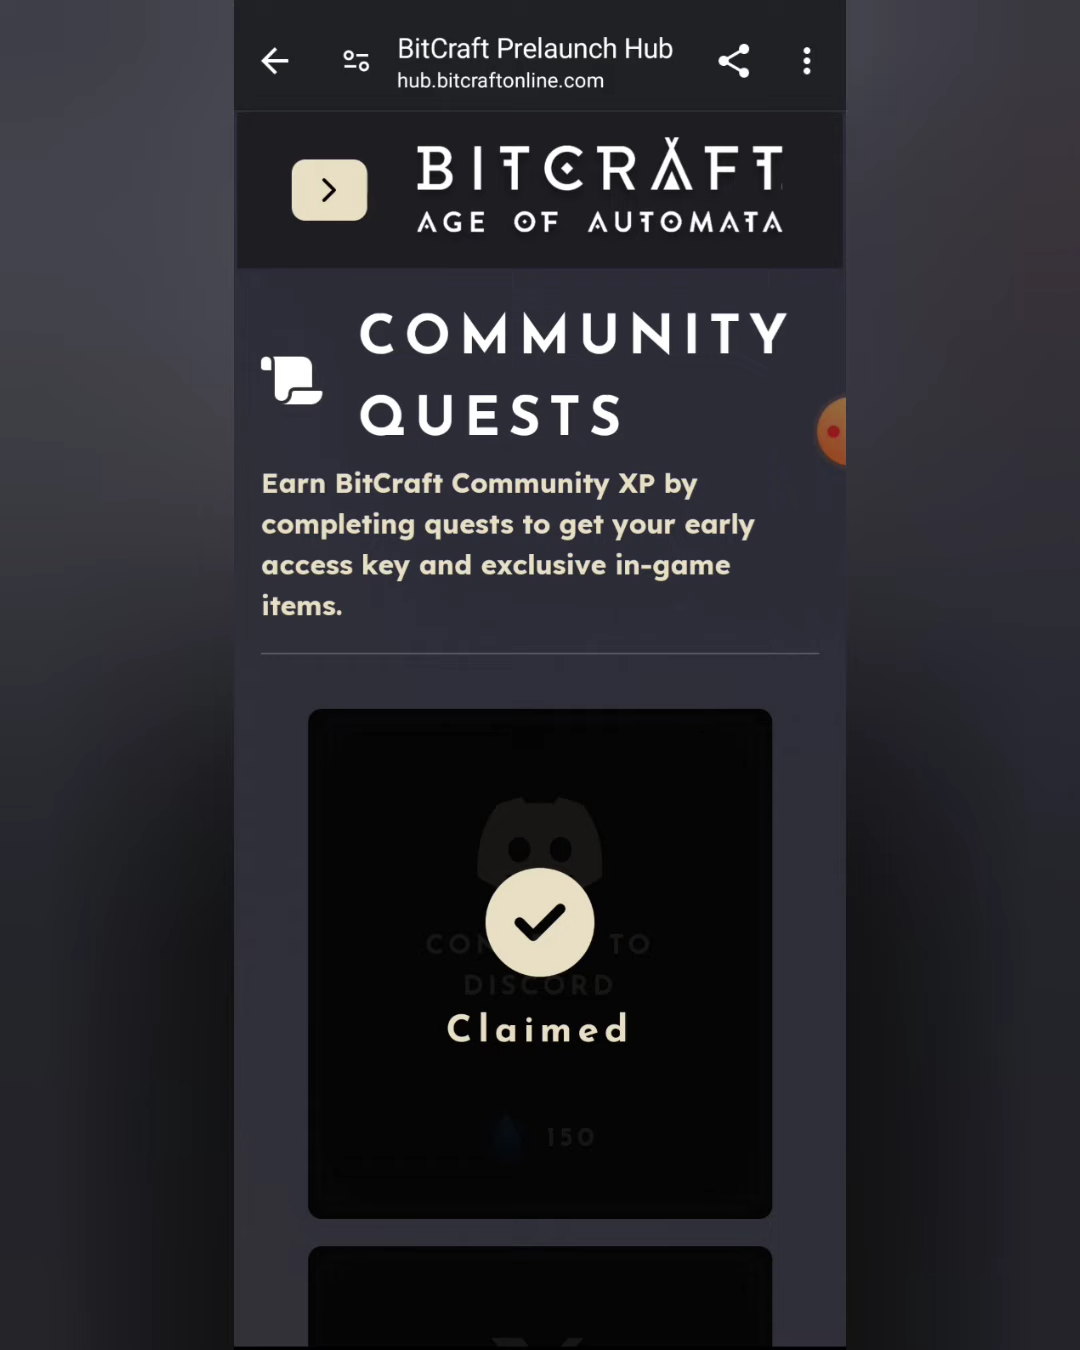 BitCraft Prelaunch Hub
hub.bitcraftonline.com
BITCRAFT
AGE OF AUTOMATA
COMMUNITY
QUESTS
Earn BitCraft Community XP by
completing quests to get your early
access key and exclusive in-game
items.
TO
DISCORD
Claimed
150